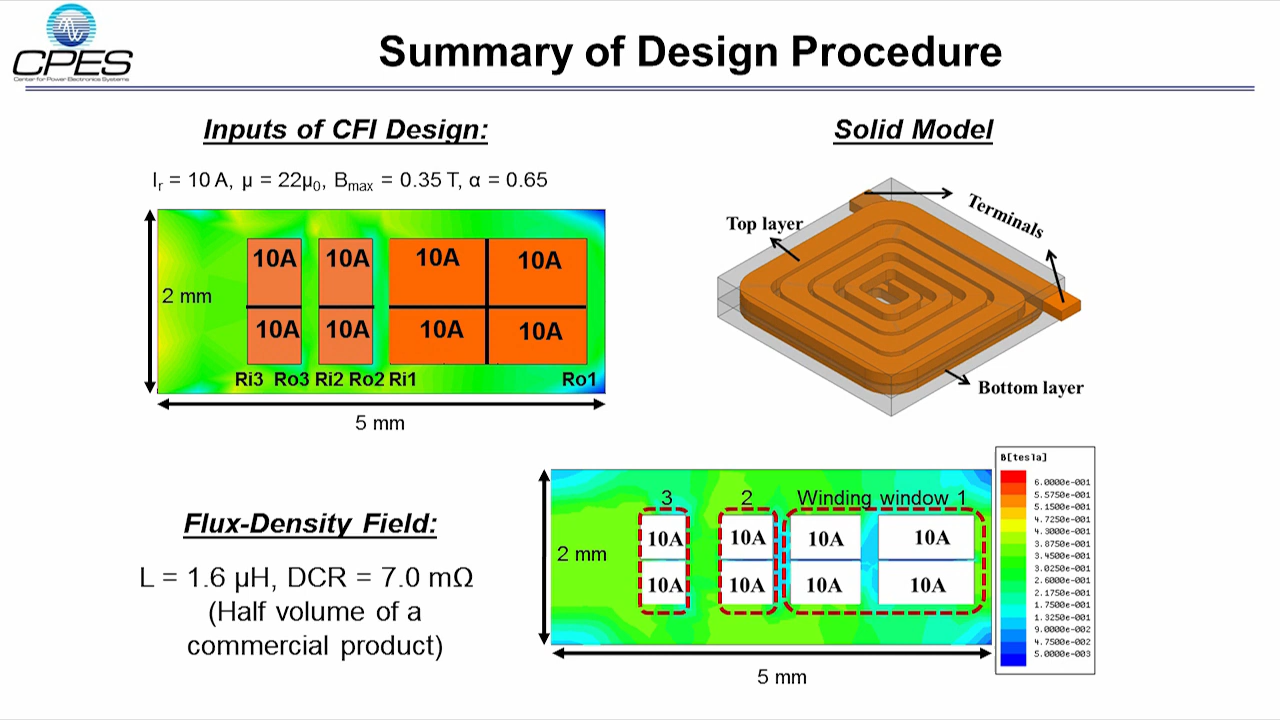 CPES
Center for Power Electronics Systems
Summary of Design Procedure
Inputs of CFI Design:
Iᵣ = 10 A, μ = 22μ₀, Bmax = 0.35 T, α = 0.65
2 mm
10A 10A 10A 10A
10A 10A 10A 10A
Ri3 Ro3 Ri2 Ro2 Ri1 Ro1
5 mm
Solid Model
Top layer
Terminals
Bottom layer
Flux-Density Field:
L = 1.6 μH, DCR = 7.0 mΩ
(Half volume of a
commercial product)
3 2 Winding window 1
2 mm
10A 10A 10A 10A
10A 10A 10A 10A
5 mm
B[tesla]
6.0000e-001
5.5750e-001
5.1500e-001
4.7250e-001
4.3000e-001
3.8750e-001
3.4500e-001
3.0250e-001
2.6000e-001
2.1750e-001
1.7500e-001
1.3250e-001
9.0000e-002
4.7500e-002
5.0000e-003